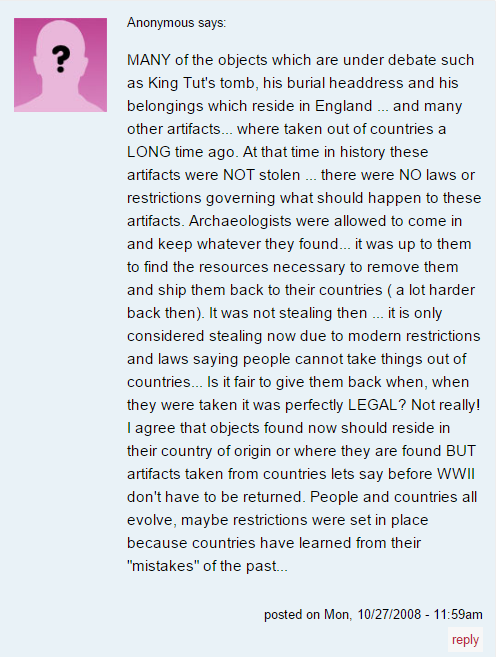 Anonymous says:
?
MANY of the objects which are under debate such
as King Tut's tomb, his burial headdress and his
belongings which reside in England ... and many
other artifacts... where taken out of countries a
LONG time ago. At that time in history these
artifacts were NOT stolen ... there were NO laws or
restrictions governing what should happen to these
artifacts. Archaeologists were allowed to come in
and keep whatever they found... it was up to them
to find the resources necessary to remove them
and ship them back to their countries ( a lot harder
back then). It was not stealing then ... it is only
considered stealing now due to modern restrictions
and laws saying people cannot take things out of
countries... Is it fair to give them back when, when
they were taken it was perfectly LEGAL? Not really!
I agree that objects found now should reside in
their country of origin or where they are found BUT
artifacts taken from countries lets say before WWII
don't have to be returned. People and countries all
evolve, maybe restrictions were set in place
because countries have learned from their
"mistakes" of the past...
posted on Mon, 10/27/2008 - 11:59am
reply